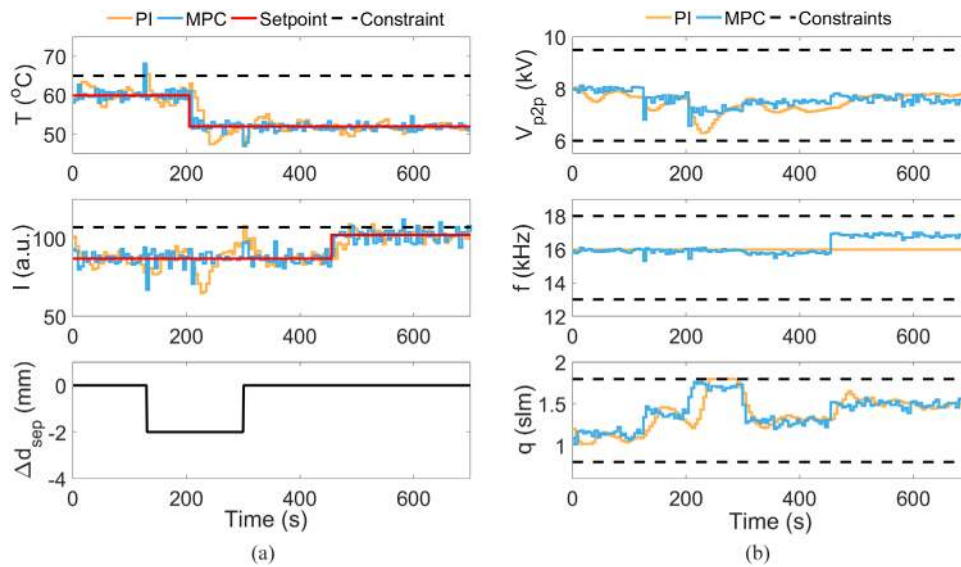 PI MPC Setpoint Constraint
70
60
50
T (°C)
0 200 400 600
100
50
I (a.u.)
0 200 400 600
0
-2
-4
Δd_sep (mm)
0 200 400 600
Time (s)
(a)
PI MPC Constraints
10
8
6
V_p2p (kV)
0 200 400 600
18
16
14
12
f (kHz)
0 200 400 600
2
1.5
1
q (slm)
0 200 400 600
Time (s)
(b)